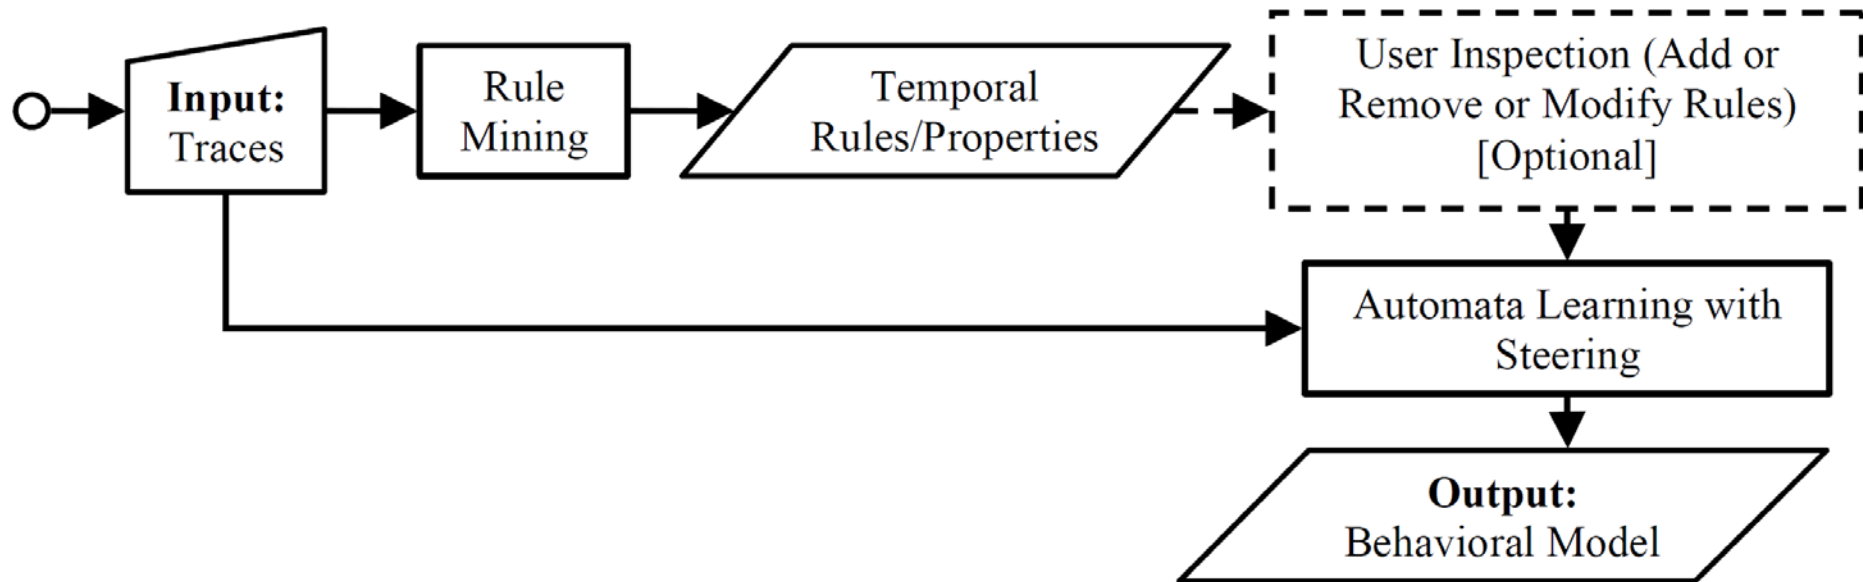 Input:
Traces
Rule
Mining
Temporal
Rules/Properties
User Inspection (Add or
Remove or Modify Rules)
[Optional]
Automata Learning with
Steering
Output:
Behavioral Model